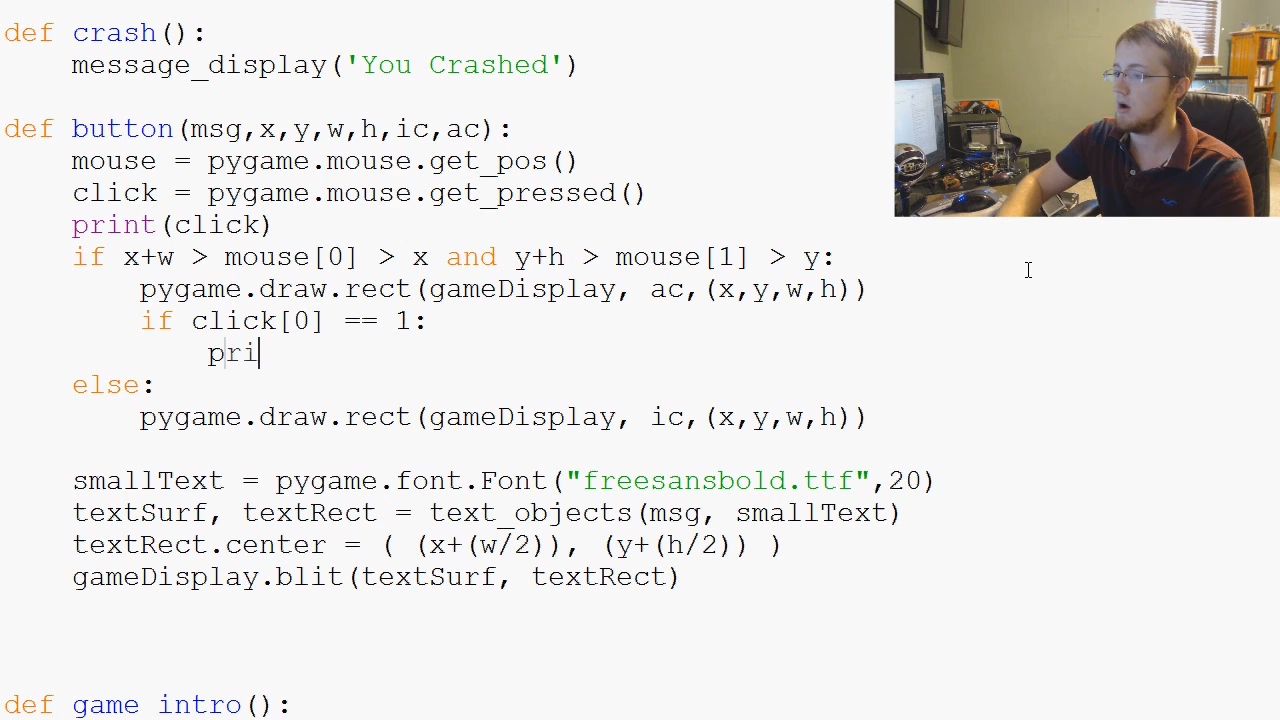 def crash():
message_display('You Crashed')
def button(msg,x,y,w,h,ic,ac):
mouse = pygame.mouse.get_pos()
click = pygame.mouse.get_pressed()
print(click)
if x+w > mouse[0] > x and y+h > mouse[1] > y:
pygame.draw.rect(gameDisplay, ac,(x,y,w,h))
if click[0] == 1:
pri
else:
pygame.draw.rect(gameDisplay, ic,(x,y,w,h))
smallText = pygame.font.Font("freesansbold.ttf",20)
textSurf, textRect = text_objects(msg, smallText)
textRect.center = ( (x+(w/2)), (y+(h/2)) )
gameDisplay.blit(textSurf, textRect)
def game intro():